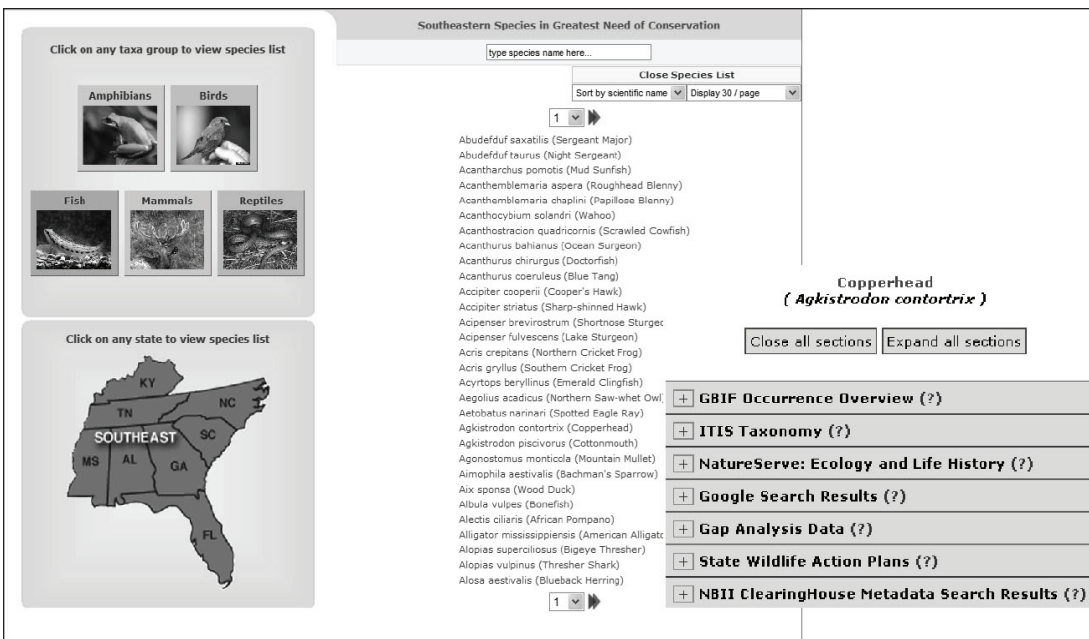 Click on any taxa group to view species list
Amphibians
Birds
Fish
Mammals
Reptiles
Click on any state to view species list
KY
NC
TN
SOUTHEAST
SC
MS
AL
GA
FL
Southeastern Species in Greatest Need of Conservation
type species name here...
Close Species List
Sort by scientific name
Display 30 / page
1
Abudefduf saxatilis (Sergeant Major)
Abudefduf taurus (Night Sergeant)
Acantharchus pomotis (Mud Sunfish)
Acanthemblemaria aspera (Roughhead Blenny)
Acanthemblemaria chaplini (Papillose Blenny)
Acanthocybium solandri (Wahoo)
Acanthostracion quadricornis (Scrawled Cowfish)
Acanthurus bahianus (Ocean Surgeon)
Acanthurus chirurgus (Doctorfish)
Acanthurus coeruleus (Blue Tang)
Accipiter cooperii (Cooper's Hawk)
Accipiter striatus (Sharp-shinned Hawk)
Acipenser brevirostrum (Shortnose Sturgeo
Acipenser fulvescens (Lake Sturgeon)
Acris crepitans (Northern Cricket Frog)
Acris gryllus (Southern Cricket Frog)
Acyrtops beryllinus (Emerald Clingfish)
Aegolius acadicus (Northern Saw-whet Owl)
Aetobatus narinari (Spotted Eagle Ray)
Agkistrodon contortrix (Copperhead)
Agkistrodon piscivorus (Cottonmouth)
Agonostomus monticola (Mountain Mullet)
Aimophila aestivalis (Bachman's Sparrow)
Aix sponsa (Wood Duck)
Albula vulpes (Bonefish)
Alectis ciliaris (African Pompano)
Alligator mississippiensis (American Alligato
Alopias superciliosus (Bigeye Thresher)
Alopias vulpinus (Thresher Shark)
Alosa aestivalis (Blueback Herring)
1
Copperhead
( Agkistrodon contortrix )
Close all sections
Expand all sections
+ GBIF Occurrence Overview (?)
+ ITIS Taxonomy (?)
+ NatureServe: Ecology and Life History (?)
+ Google Search Results (?)
+ Gap Analysis Data (?)
+ State Wildlife Action Plans (?)
+ NBII ClearingHouse Metadata Search Results (?)